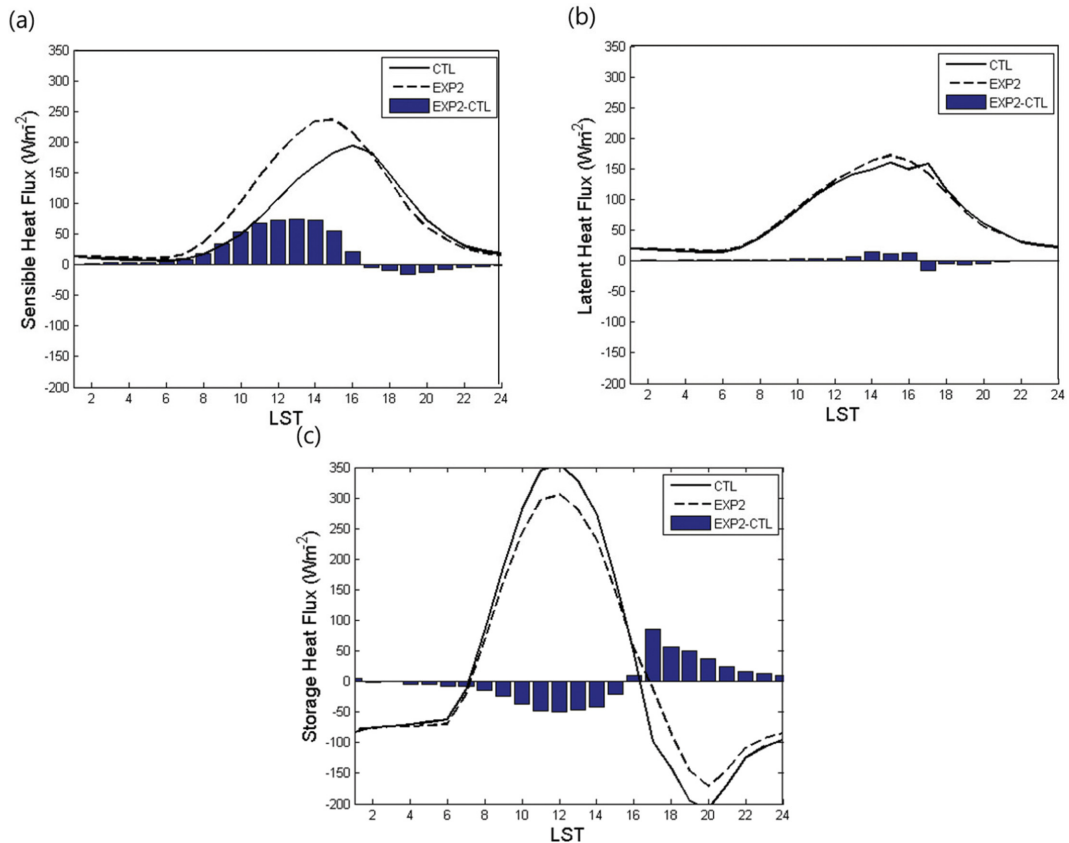 (a)
350
300
250
200
150
100
50
0
-50
-100
-150
-200
Sensible Heat Flux (Wm-2)
CTL
EXP2
EXP2-CTL
2 4 6 8 10 12 14 16 18 20 22 24
LST
(b)
350
300
250
200
150
100
50
0
-50
-100
-150
-200
Latent Heat Flux (Wm-2)
CTL
EXP2
EXP2-CTL
2 4 6 8 10 12 14 16 18 20 22 24
LST
(c)
350
300
250
200
150
100
50
0
-50
-100
-150
-200
Storage Heat Flux (Wm-2)
CTL
EXP2
EXP2-CTL
2 4 6 8 10 12 14 16 18 20 22 24
LST